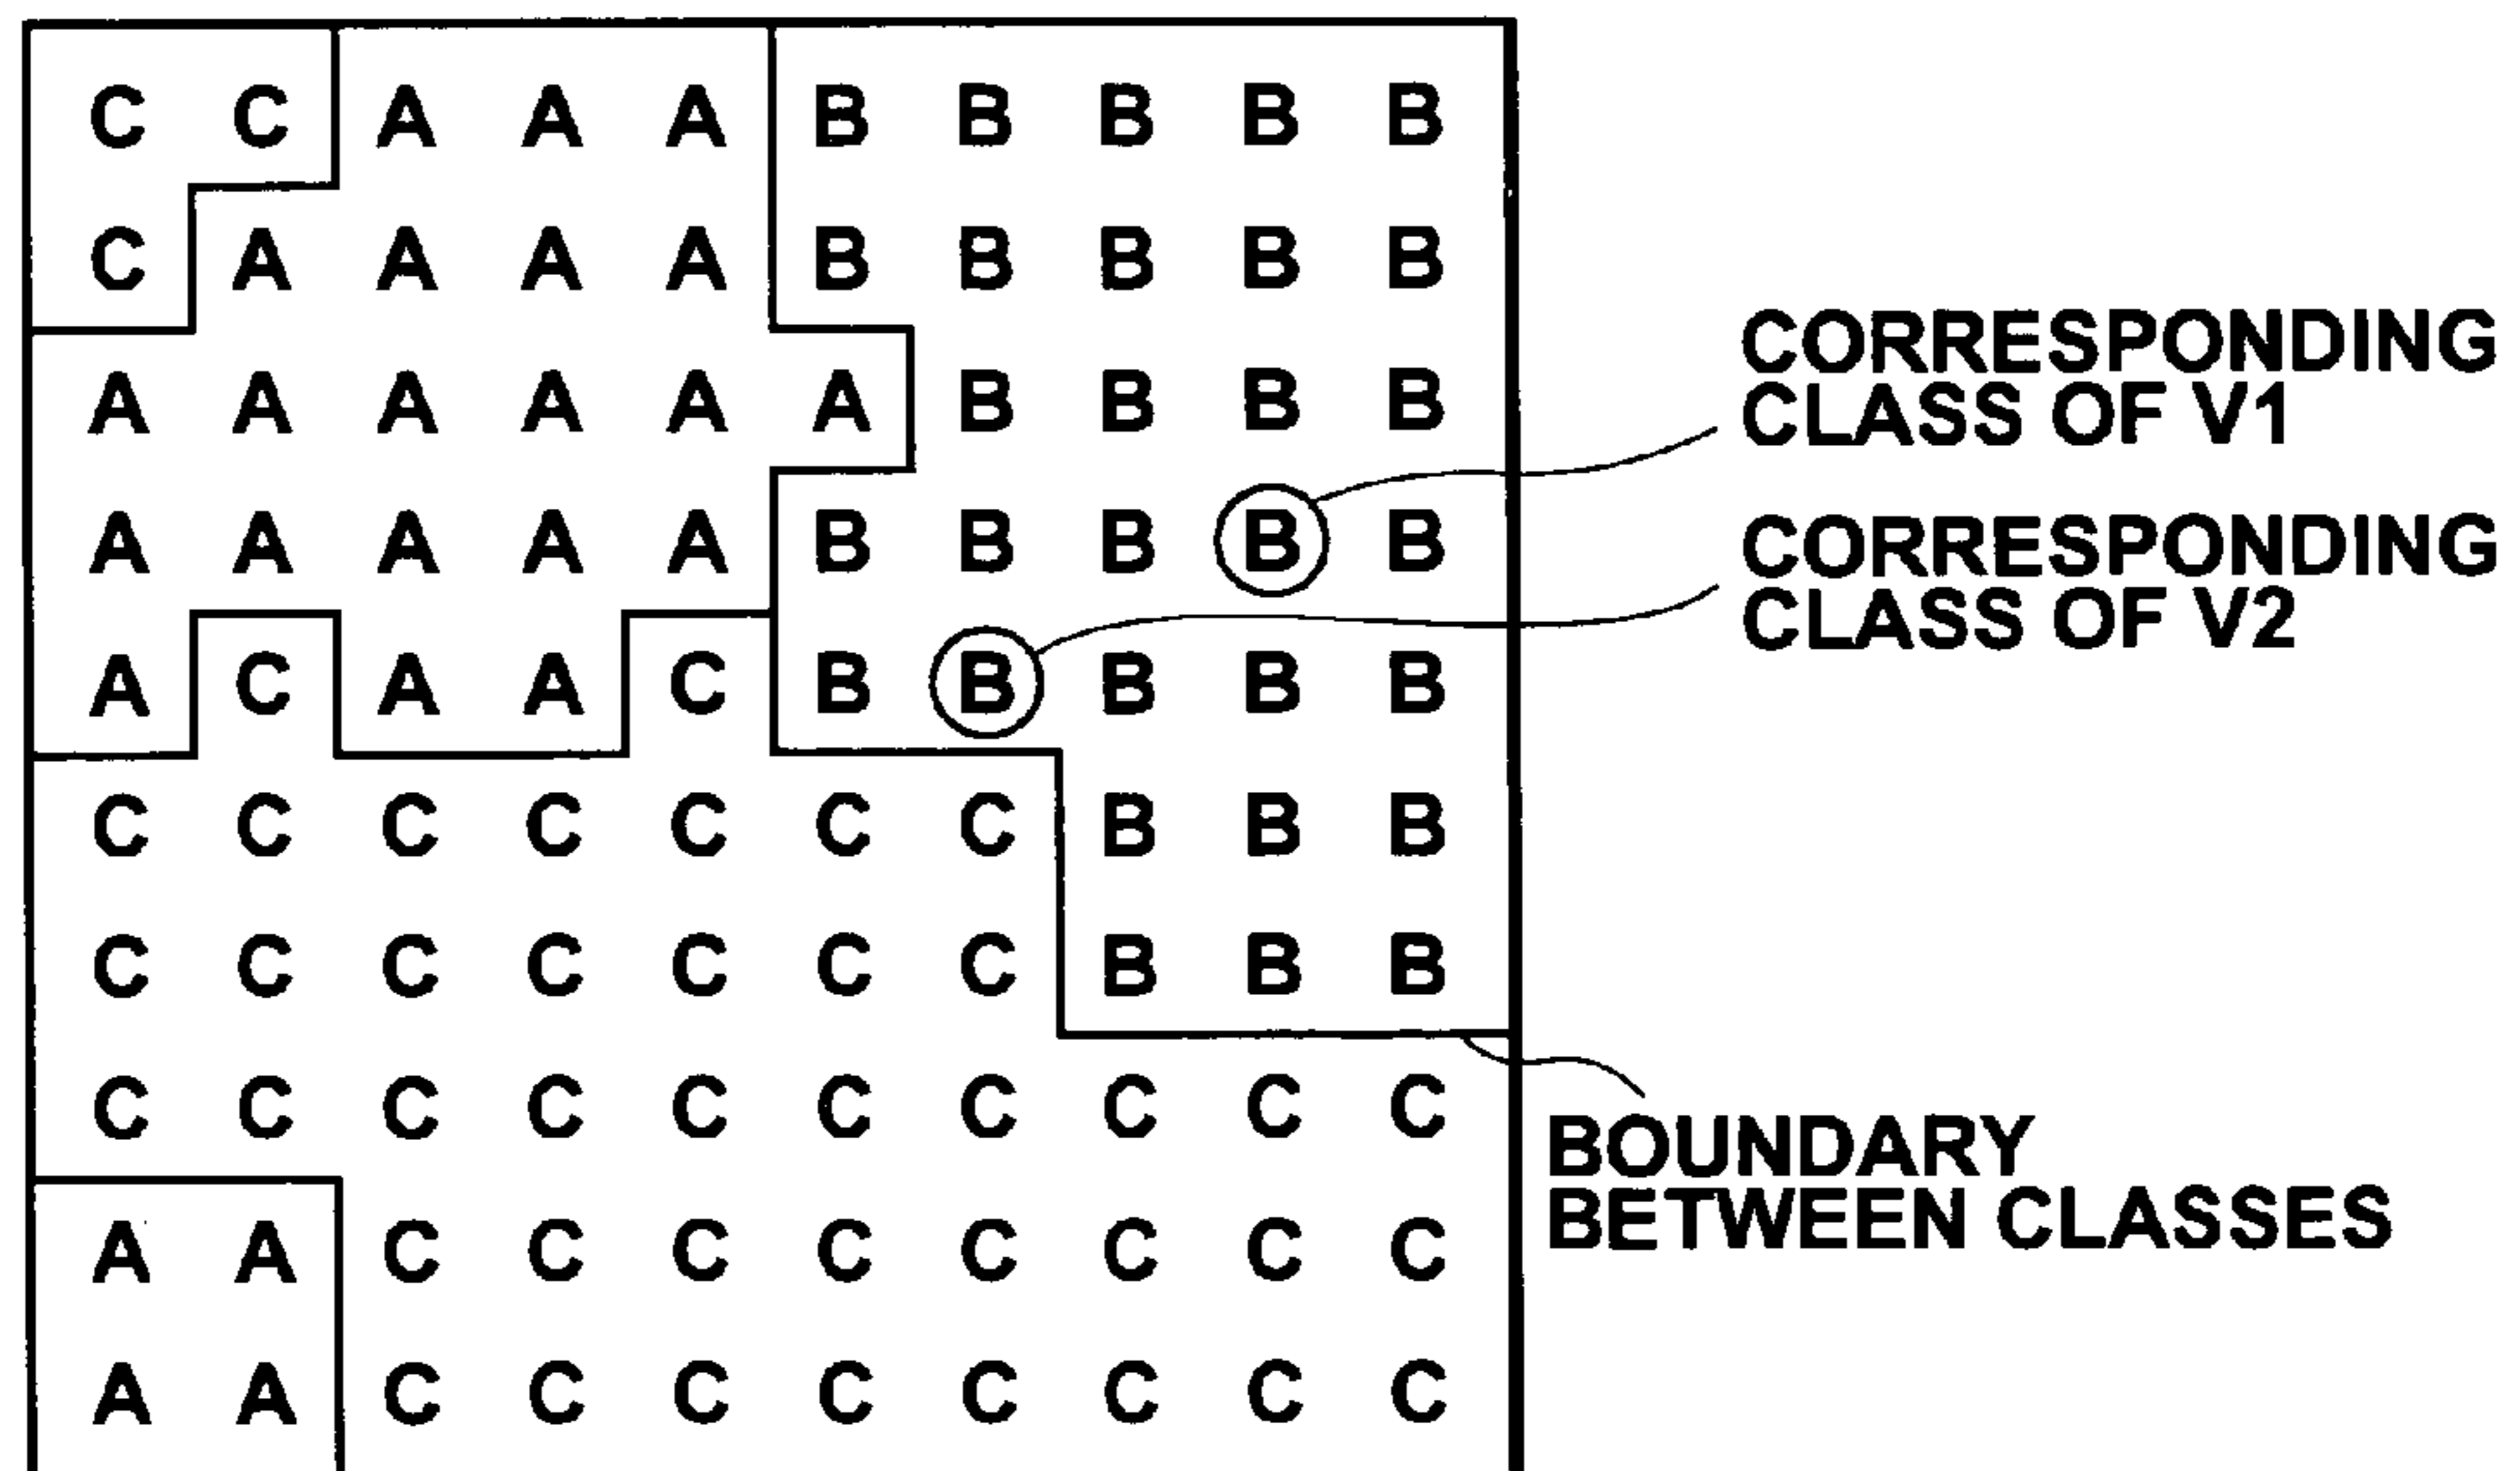 C C A A A B B B B B
C A A A A B B B B B
A A A A A A B B B B
A A A A A B B B B B
A C A A C B B B B B
C C C C C C C B B B
C C C C C C C B B B
C C C C C C C C C C
A A C C C C C C C C
A A C C C C C C C C
CORRESPONDING
CLASS OF V1
CORRESPONDING
CLASS OF V2
BOUNDARY
BETWEEN CLASSES